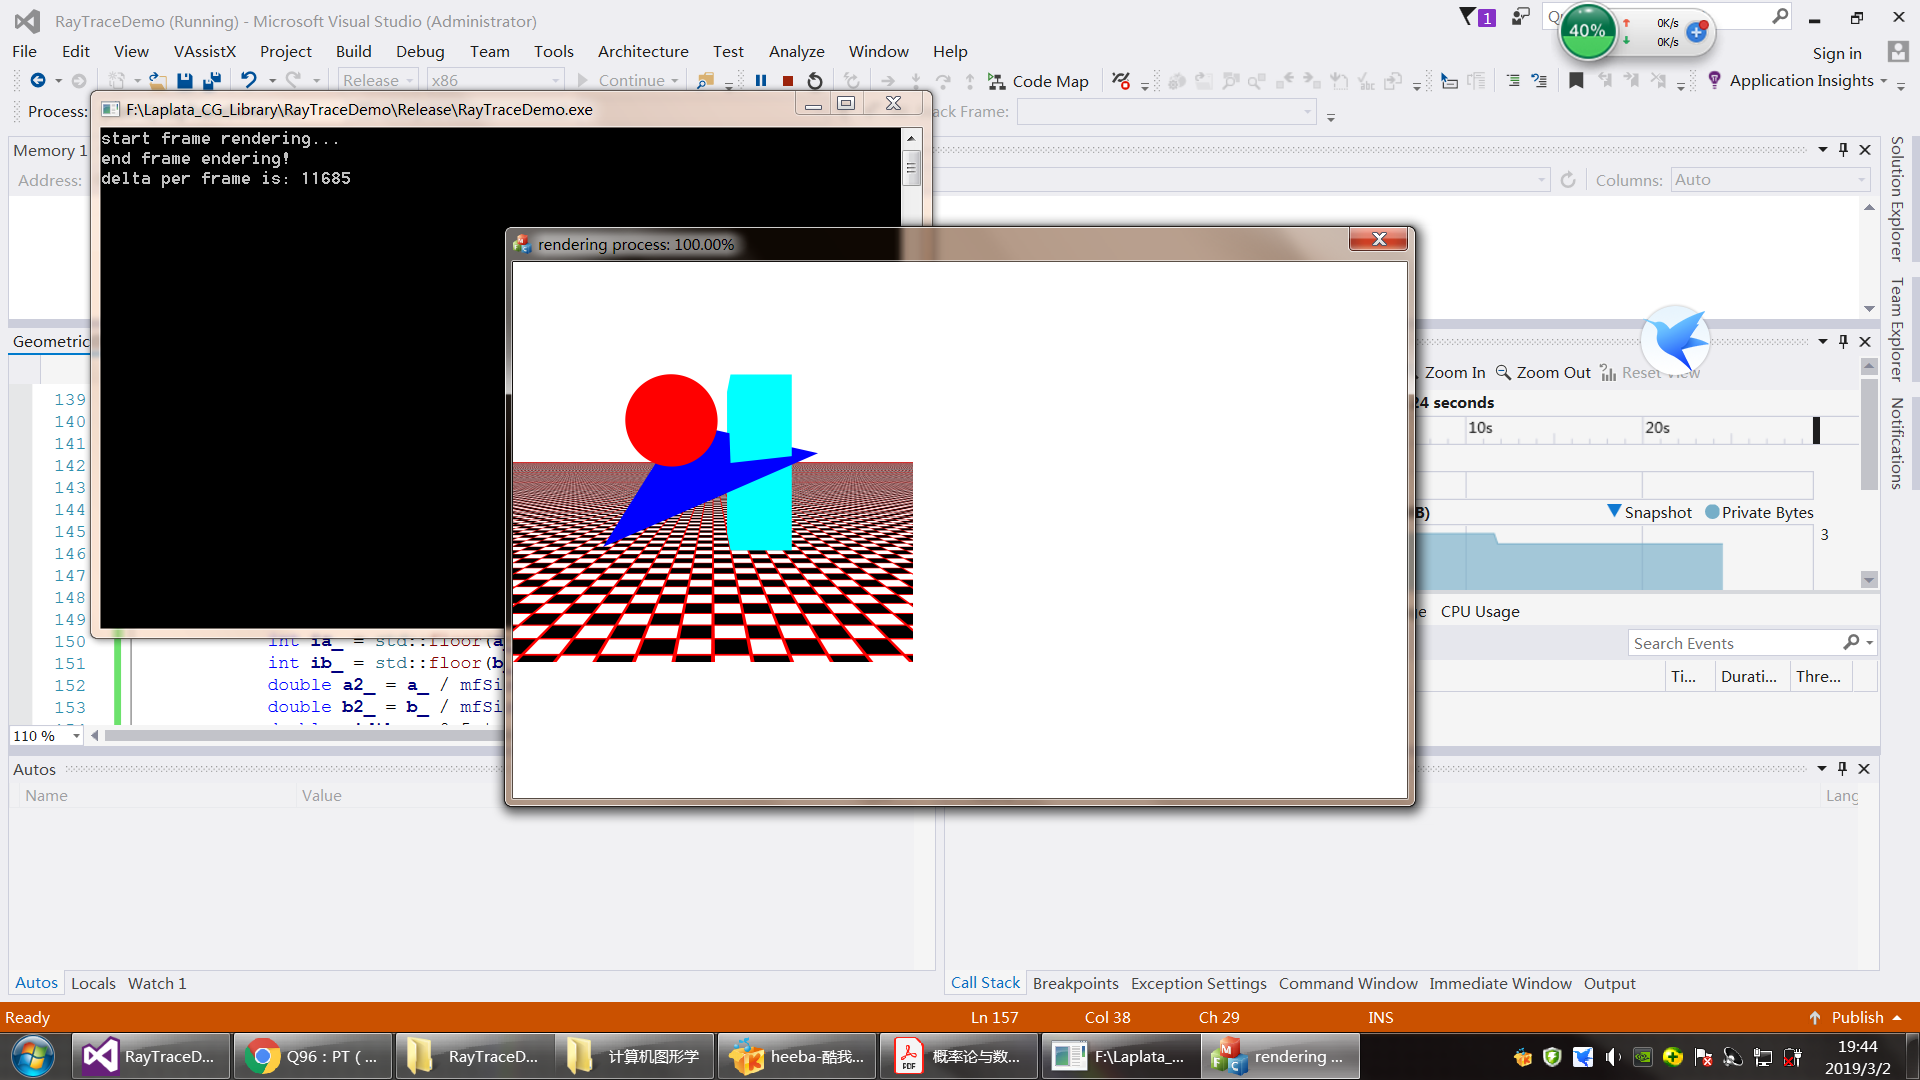 RayTraceDemo (Running) - Microsoft Visual Studio (Administrator)
1
40%
0K/s
0K/s
File Edit View VAssistX Project Build Debug Team Tools Architecture Test Analyze Window Help
Sign in
Release x86 Continue Code Map Application Insights
Process:
ack Frame:
F:\Laplata_CG_Library\RayTraceDemo\Release\RayTraceDemo.exe
start frame rendering...
end frame endering!
delta per frame is: 11685
Memory 1
Address:
Columns: Auto
Solution Explorer
Team Explorer
Notifications
rendering process: 100.00%
Geometric
Zoom In Zoom Out Reset View
24 seconds
10s 20s
B) Snapshot Private Bytes
3
ge CPU Usage
Search Events
Ti... Durati... Thre...
139
140
141
142
143
144
145
146
147
148
149
150 int ia_ = std::floor(a
151 int ib_ = std::floor(b
152 double a2_ = a_ / mfSi
153 double b2_ = b_ / mfSi
110 %
Autos
Name Value
Lang
Autos Locals Watch 1
Call Stack Breakpoints Exception Settings Command Window Immediate Window Output
Ready Ln 157 Col 38 Ch 29 INS Publish
RayTraceD...
Q96 : PT ( ...
RayTraceD...
计算机图形学
heeba-酷我...
概率论与数...
F:\Laplata_...
rendering ...
19:44
2019/3/2